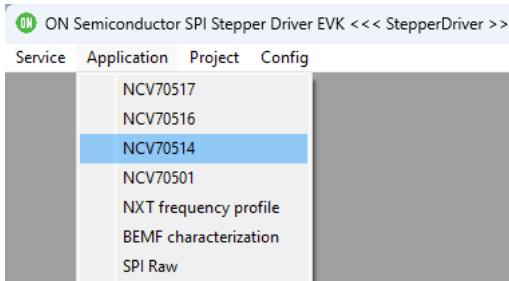 ON ON Semiconductor SPI Stepper Driver EVK <<< StepperDriver >>
Service Application Project Config
NCV70517
NCV70516
NCV70514
NCV70501
NXT frequency profile
BEMF characterization
SPI Raw